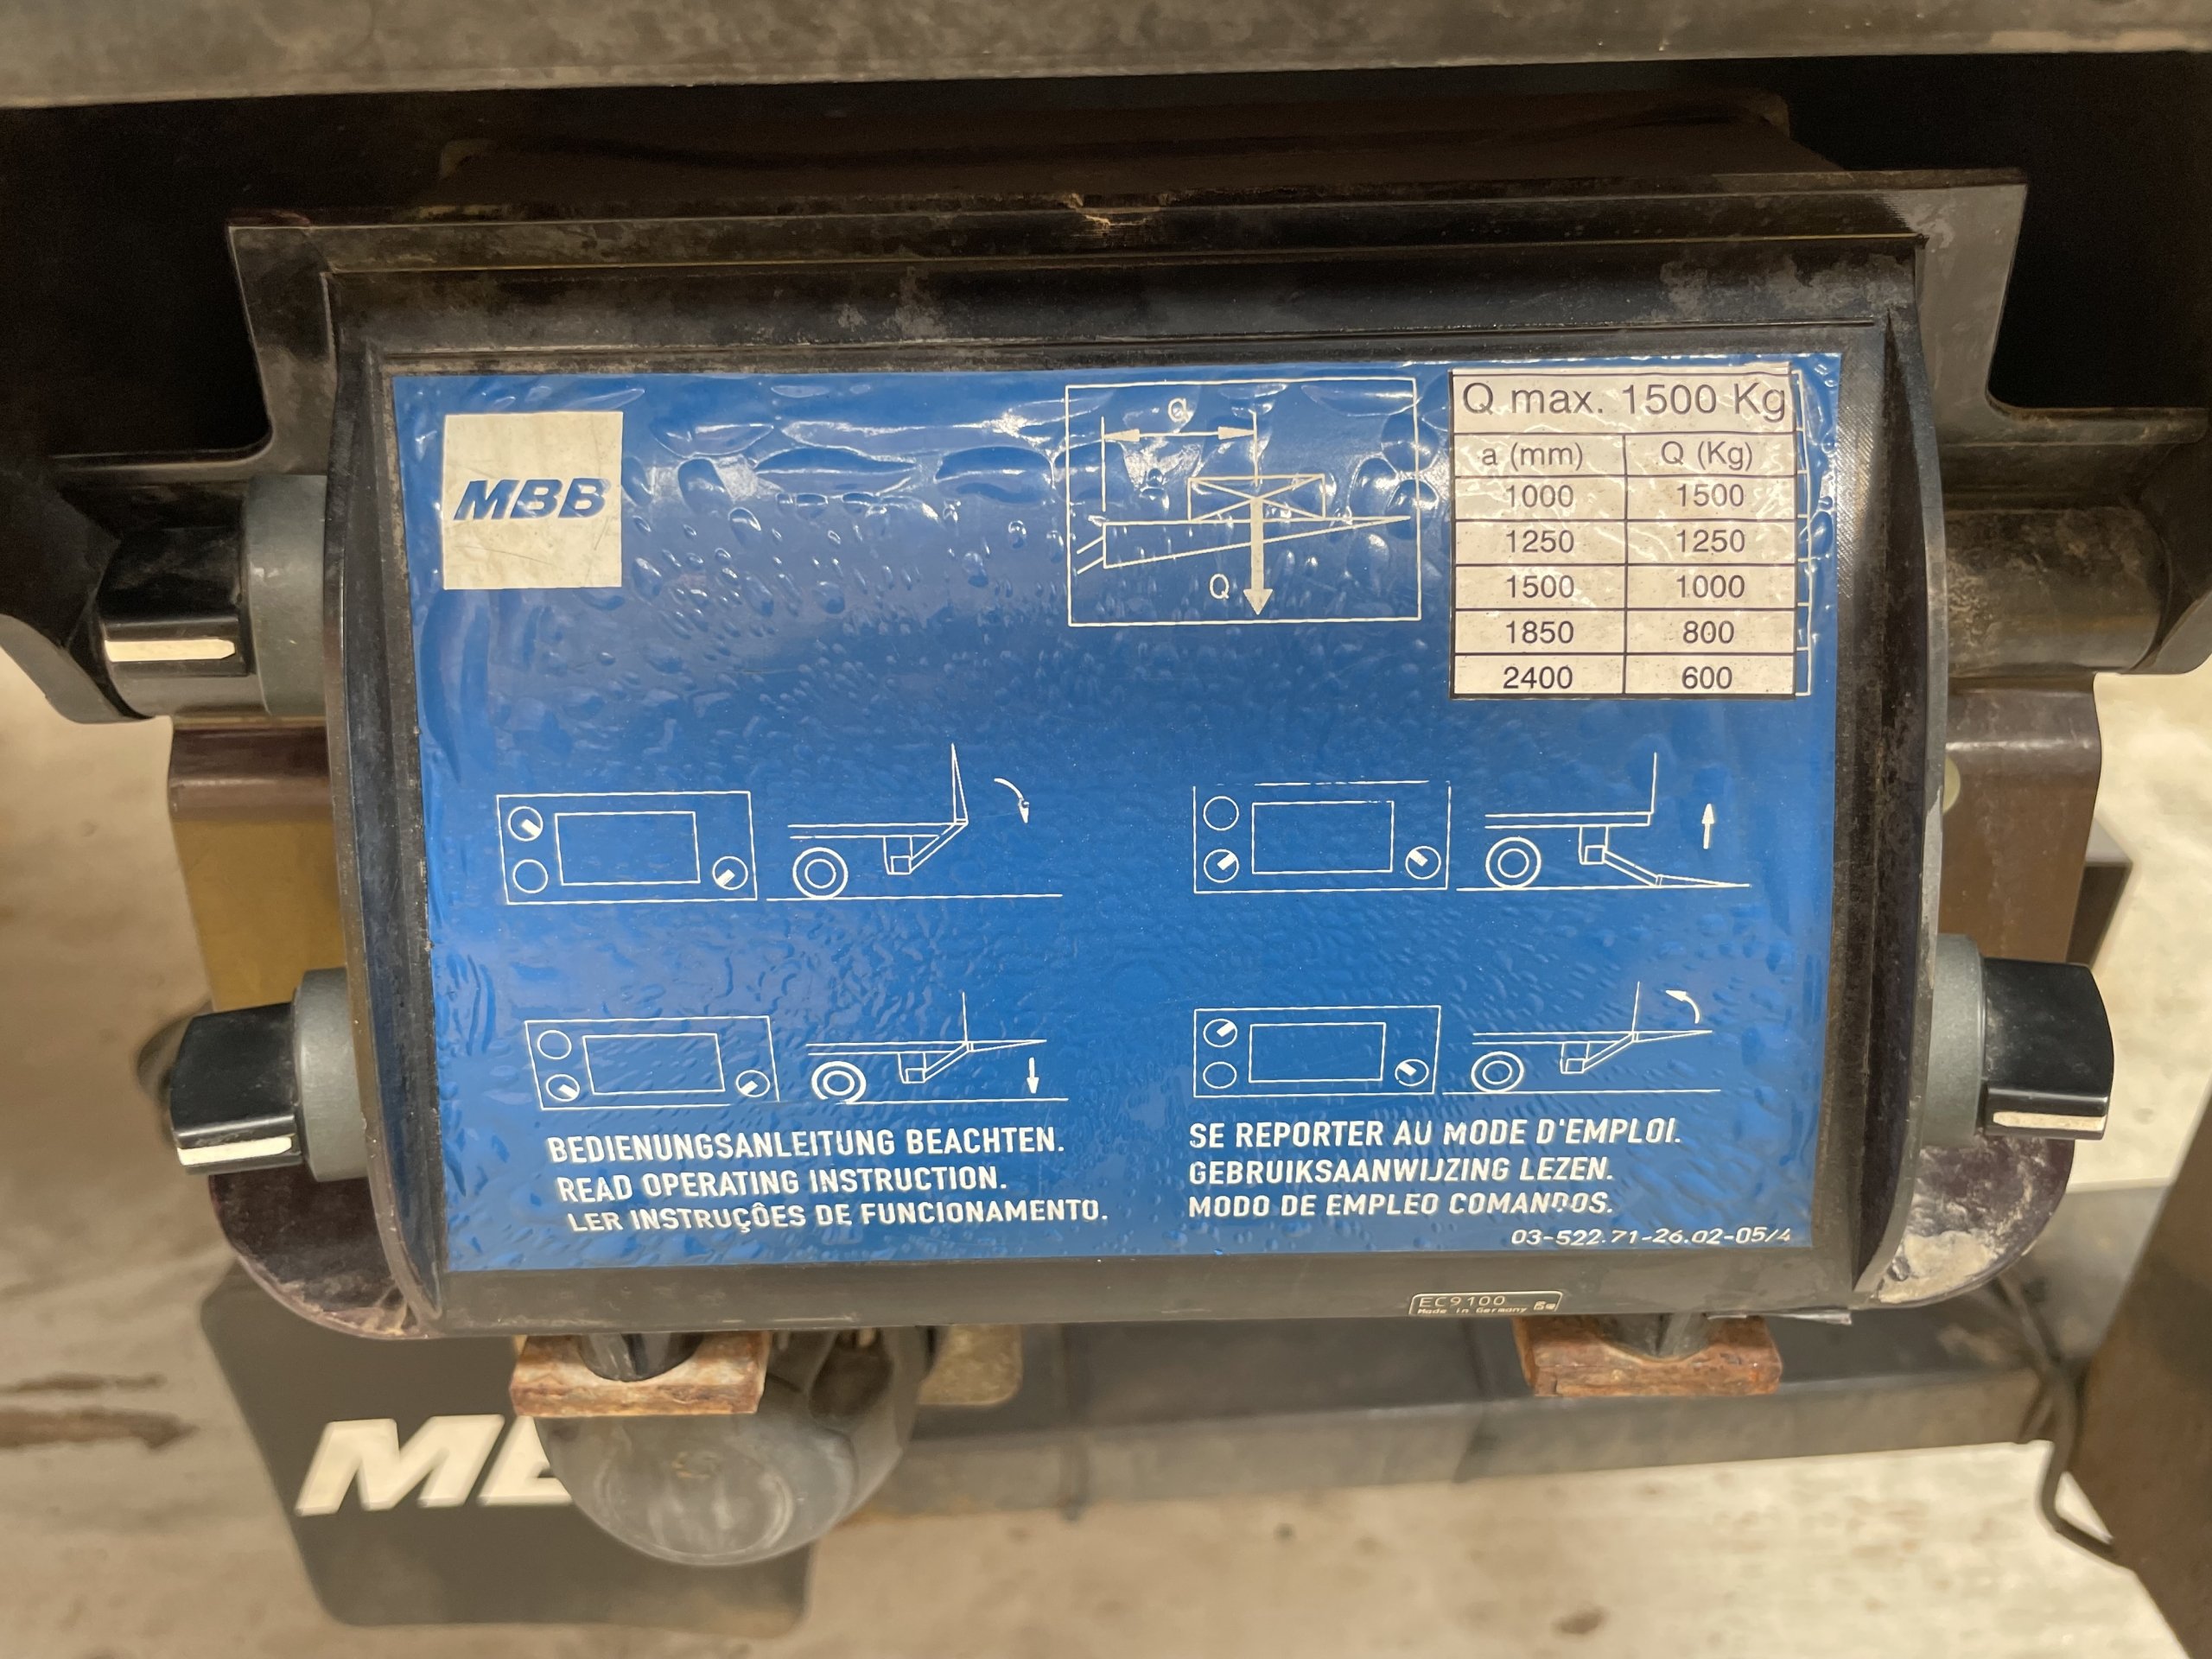 MBB
a
Q
Q max. 1500 Kg
a (mm) Q (Kg)
1000 1500
1250 1250
1500 1000
1850 800
2400 600
BEDIENUNGSANLEITUNG BEACHTEN.
READ OPERATING INSTRUCTION.
LER INSTRUÇÔES DE FUNCIONAMENTO.
SE REPORTER AU MODE D'EMPLOI.
GEBRUIKSAANWIJZING LEZEN.
MODO DE EMPLEO COMANDOS.
03-522.71-26.02-05/4
EC9100
Made in Germany